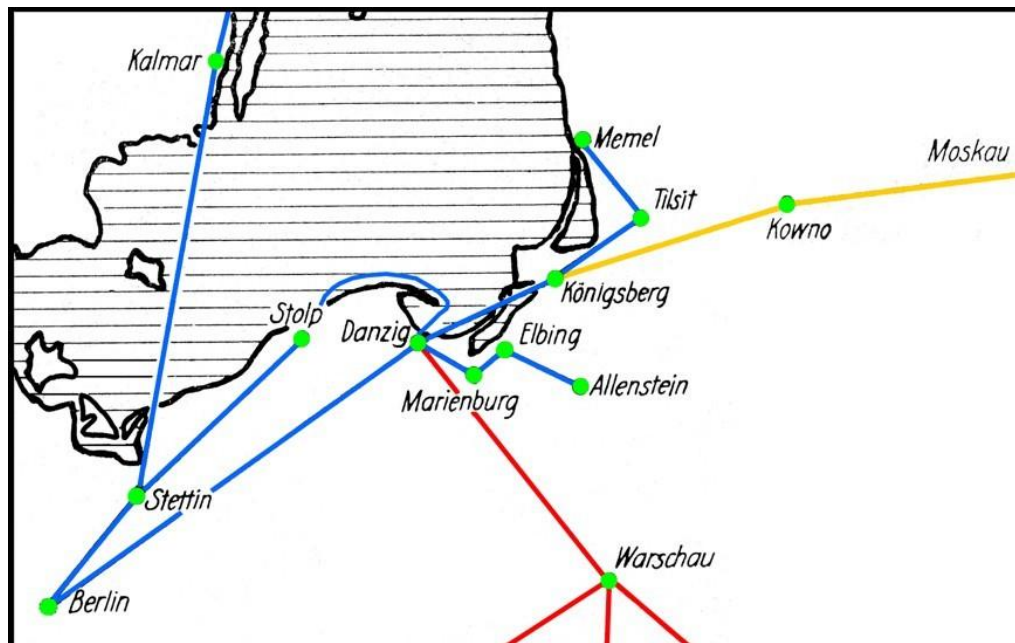 Kalmar
Memel
Moskau
Tilsit
Kowno
Königsberg
Stolp
Danzig
Elbing
Marienburg
Allenstein
Stettin
Warschau
Berlin